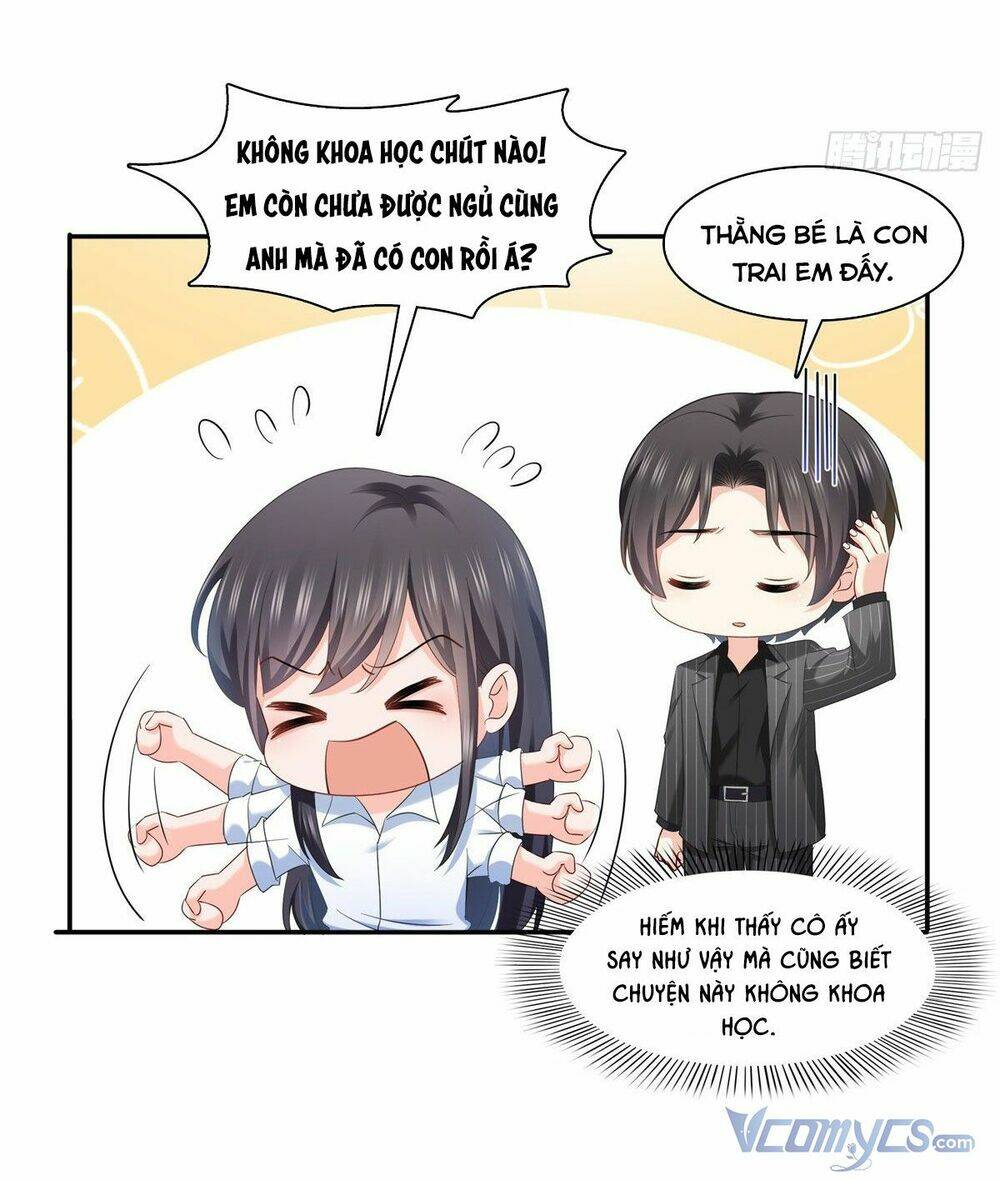 KHÔNG KHOA HỌC CHÚT NÀO!
EM CÒN CHƯA ĐƯỢC NGỦ CÙNG
ANH MÀ ĐÃ CÓ CON RỒI Á?
腾讯动漫
THẰNG BÉ LÀ CON
TRAI EM ĐẤY.
HIẾM KHI THẤY CÔ ẤY
SAY NHƯ VẬY MÀ CŨNG BIẾT
CHUYỆN NÀY KHÔNG KHOA
HỌC.
VCOMYCS.com